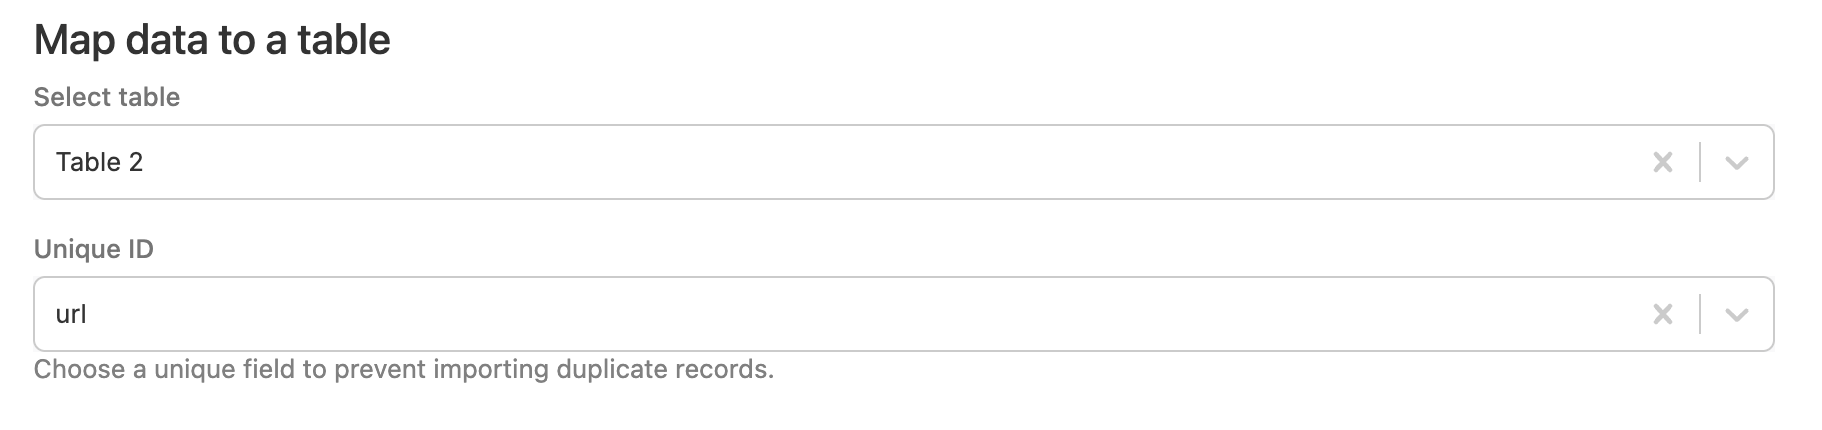 Map data to a table
Select table
Table 2
Unique ID
url
Choose a unique field to prevent importing duplicate records.